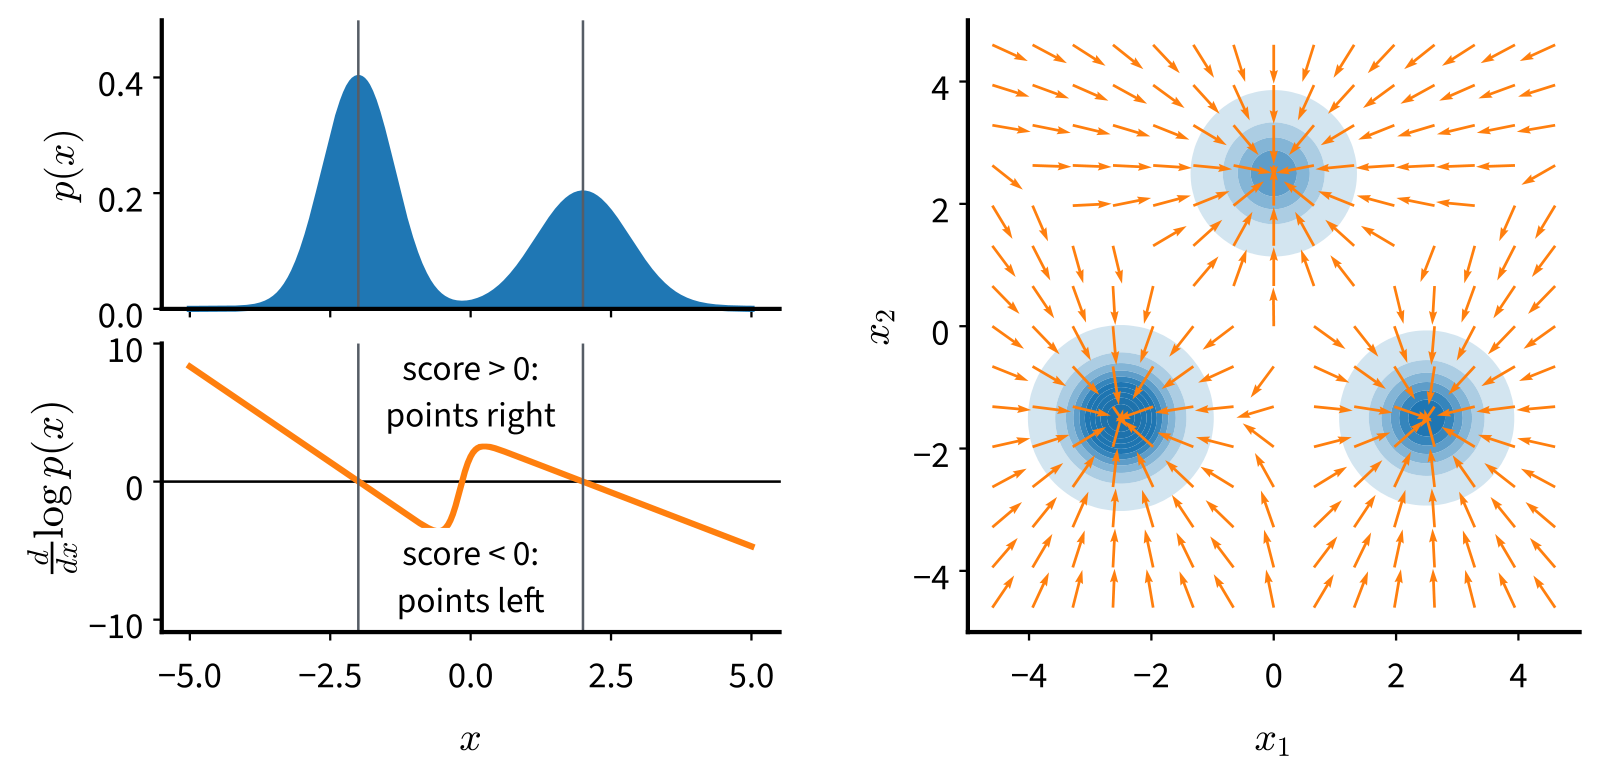 0.4
0.2
0.0
p(x)
10
0
−10
d/dx log p(x)
score > 0:
points right
score < 0:
points left
−5.0 −2.5 0.0 2.5 5.0
x
4
2
0
−2
−4
x₂
−4 −2 0 2 4
x₁